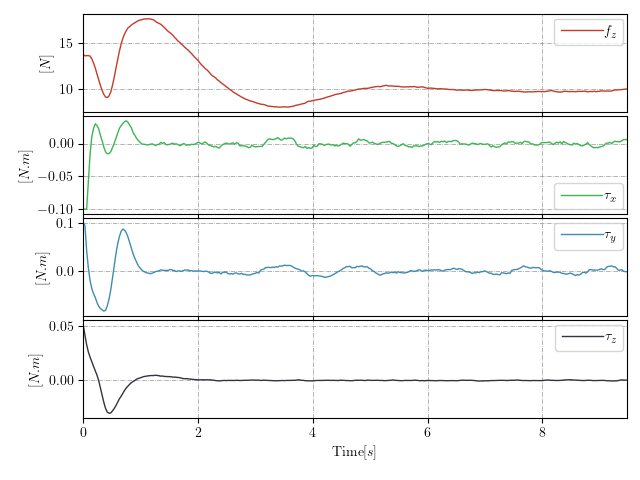 15
10
[N]
f_z
0.00
−0.05
−0.10
[N.m]
τ_x
0.1
0.0
[N.m]
τ_y
0.05
0.00
[N.m]
τ_z
0 2 4 6 8
Time[s]